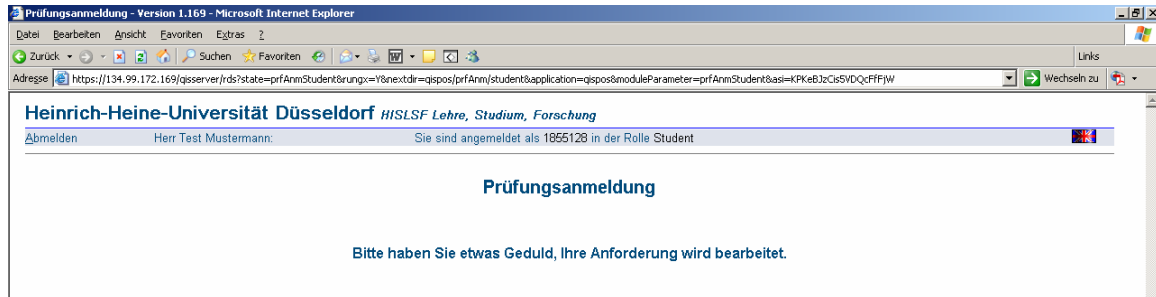 Prüfungsanmeldung - Version 1.169 - Microsoft Internet Explorer
Datei Bearbeiten Ansicht Favoriten Extras ?
Zurück Suchen Favoriten Links
Adresse https://134.99.172.169/qisserver/rds?state=prfAnmStudent&rungx=Y&nextdir=qispos/prfAnm/student&application=qispos&moduleParameter=prfAnmStudent&asi=KPKeBJzCis5VDQcFfFjW Wechseln zu
Heinrich-Heine-Universität Düsseldorf HISLSF Lehre, Studium, Forschung
Abmelden Herr Test Mustermann: Sie sind angemeldet als 1855128 in der Rolle Student
Prüfungsanmeldung
Bitte haben Sie etwas Geduld, Ihre Anforderung wird bearbeitet.